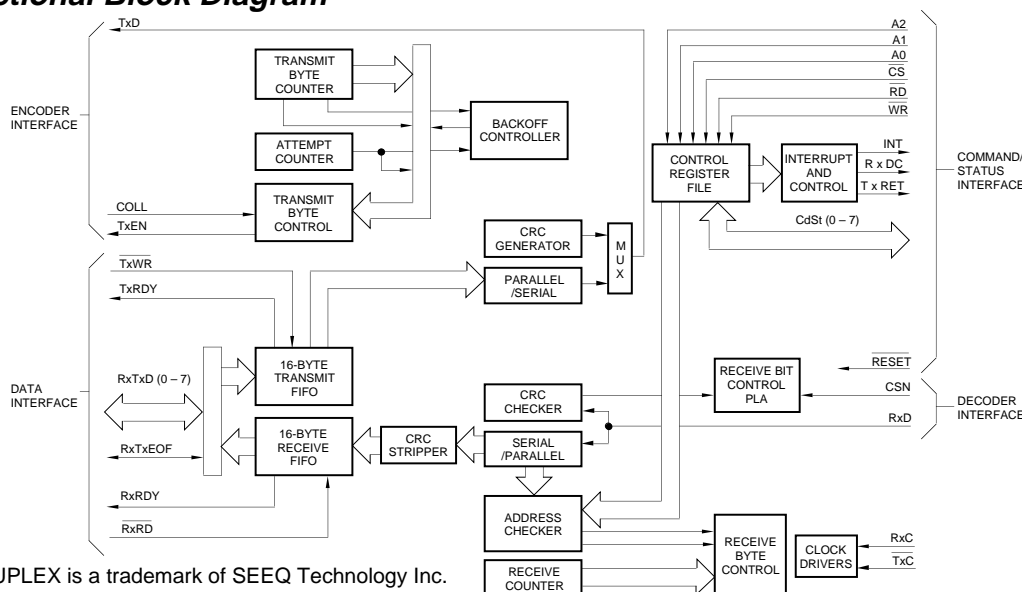 ctional Block Diagram
TxD
A2
A1
A0
CS
RD
WR
TRANSMIT
BYTE
COUNTER
ENCODER
INTERFACE
BACKOFF
CONTROLLER
ATTEMPT
COUNTER
CONTROL
REGISTER
FILE
INTERRUPT
AND
CONTROL
INT
R x DC
T x RET
COMMAND/
STATUS
INTERFACE
COLL
TxEN
TRANSMIT
BYTE
CONTROL
CdSt (0 – 7)
CRC
GENERATOR
MUX
TxWR
TxRDY
PARALLEL
/SERIAL
RESET
DATA
INTERFACE
RxTxD (0 – 7)
16-BYTE
TRANSMIT
FIFO
RECEIVE BIT
CONTROL
PLA
CSN
RxD
DECODER
INTERFACE
CRC
CHECKER
RxTxEOF
16-BYTE
RECEIVE
FIFO
CRC
STRIPPER
SERIAL
/PARALLEL
RxRDY
RxRD
ADDRESS
CHECKER
RECEIVE
BYTE
CONTROL
CLOCK
DRIVERS
RxC
TxC
UPLEX is a trademark of SEEQ Technology Inc.
RECEIVE
COUNTER